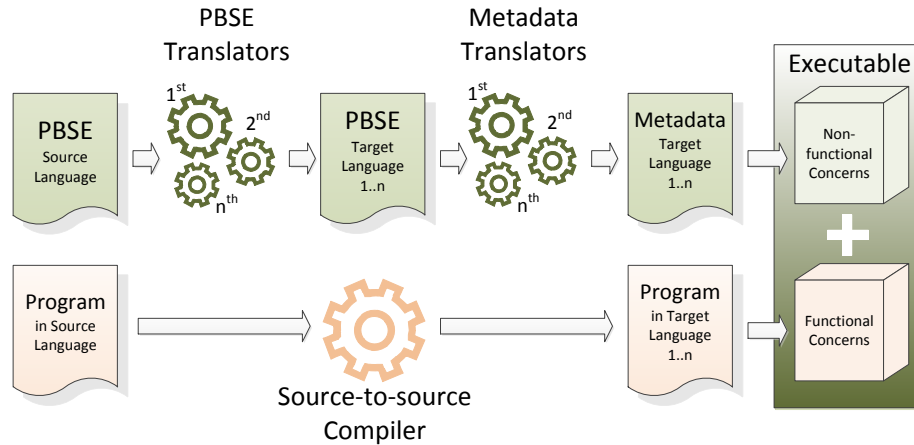 PBSE
Translators
Metadata
Translators
Executable
PBSE
Source
Language
1st
2nd
nth
PBSE
Target
Language
1..n
1st
2nd
nth
Metadata
Target
Language
1..n
Non-
functional
Concerns
Program
in Source
Language
Source-to-source
Compiler
Program
in Target
Language
1..n
Functional
Concerns